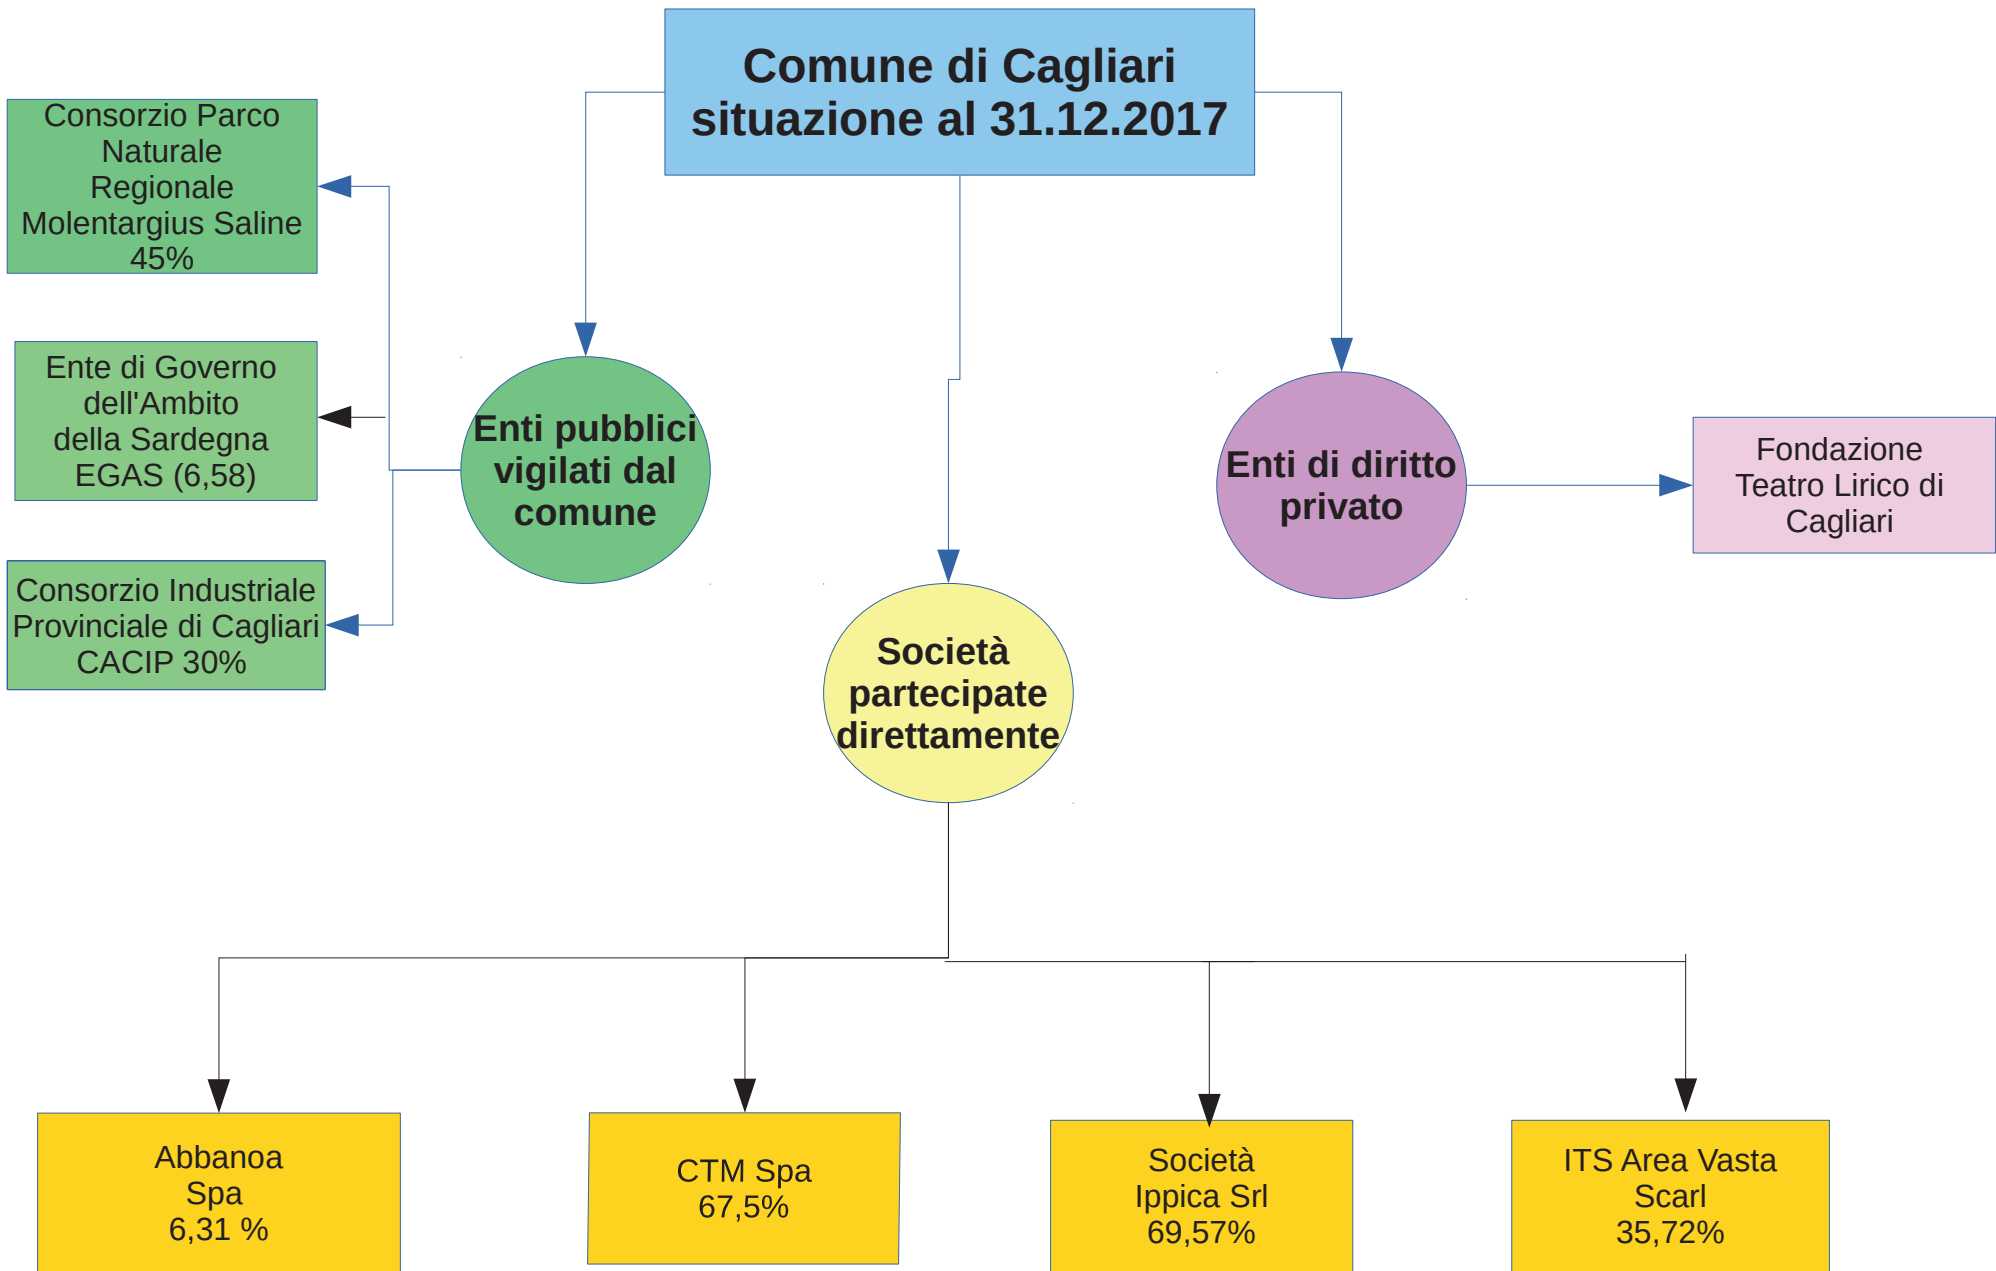 Comune di Cagliari
situazione al 31.12.2017
Consorzio Parco
Naturale
Regionale
Molentargius Saline
45%
Ente di Governo
dell'Ambito
della Sardegna
EGAS (6,58)
Consorzio Industriale
Provinciale di Cagliari
CACIP 30%
Enti pubblici
vigilati dal
comune
Società
partecipate
direttamente
Enti di diritto
privato
Fondazione
Teatro Lirico di
Cagliari
Abbanoa
Spa
6,31 %
CTM Spa
67,5%
Società
Ippica Srl
69,57%
ITS Area Vasta
Scarl
35,72%